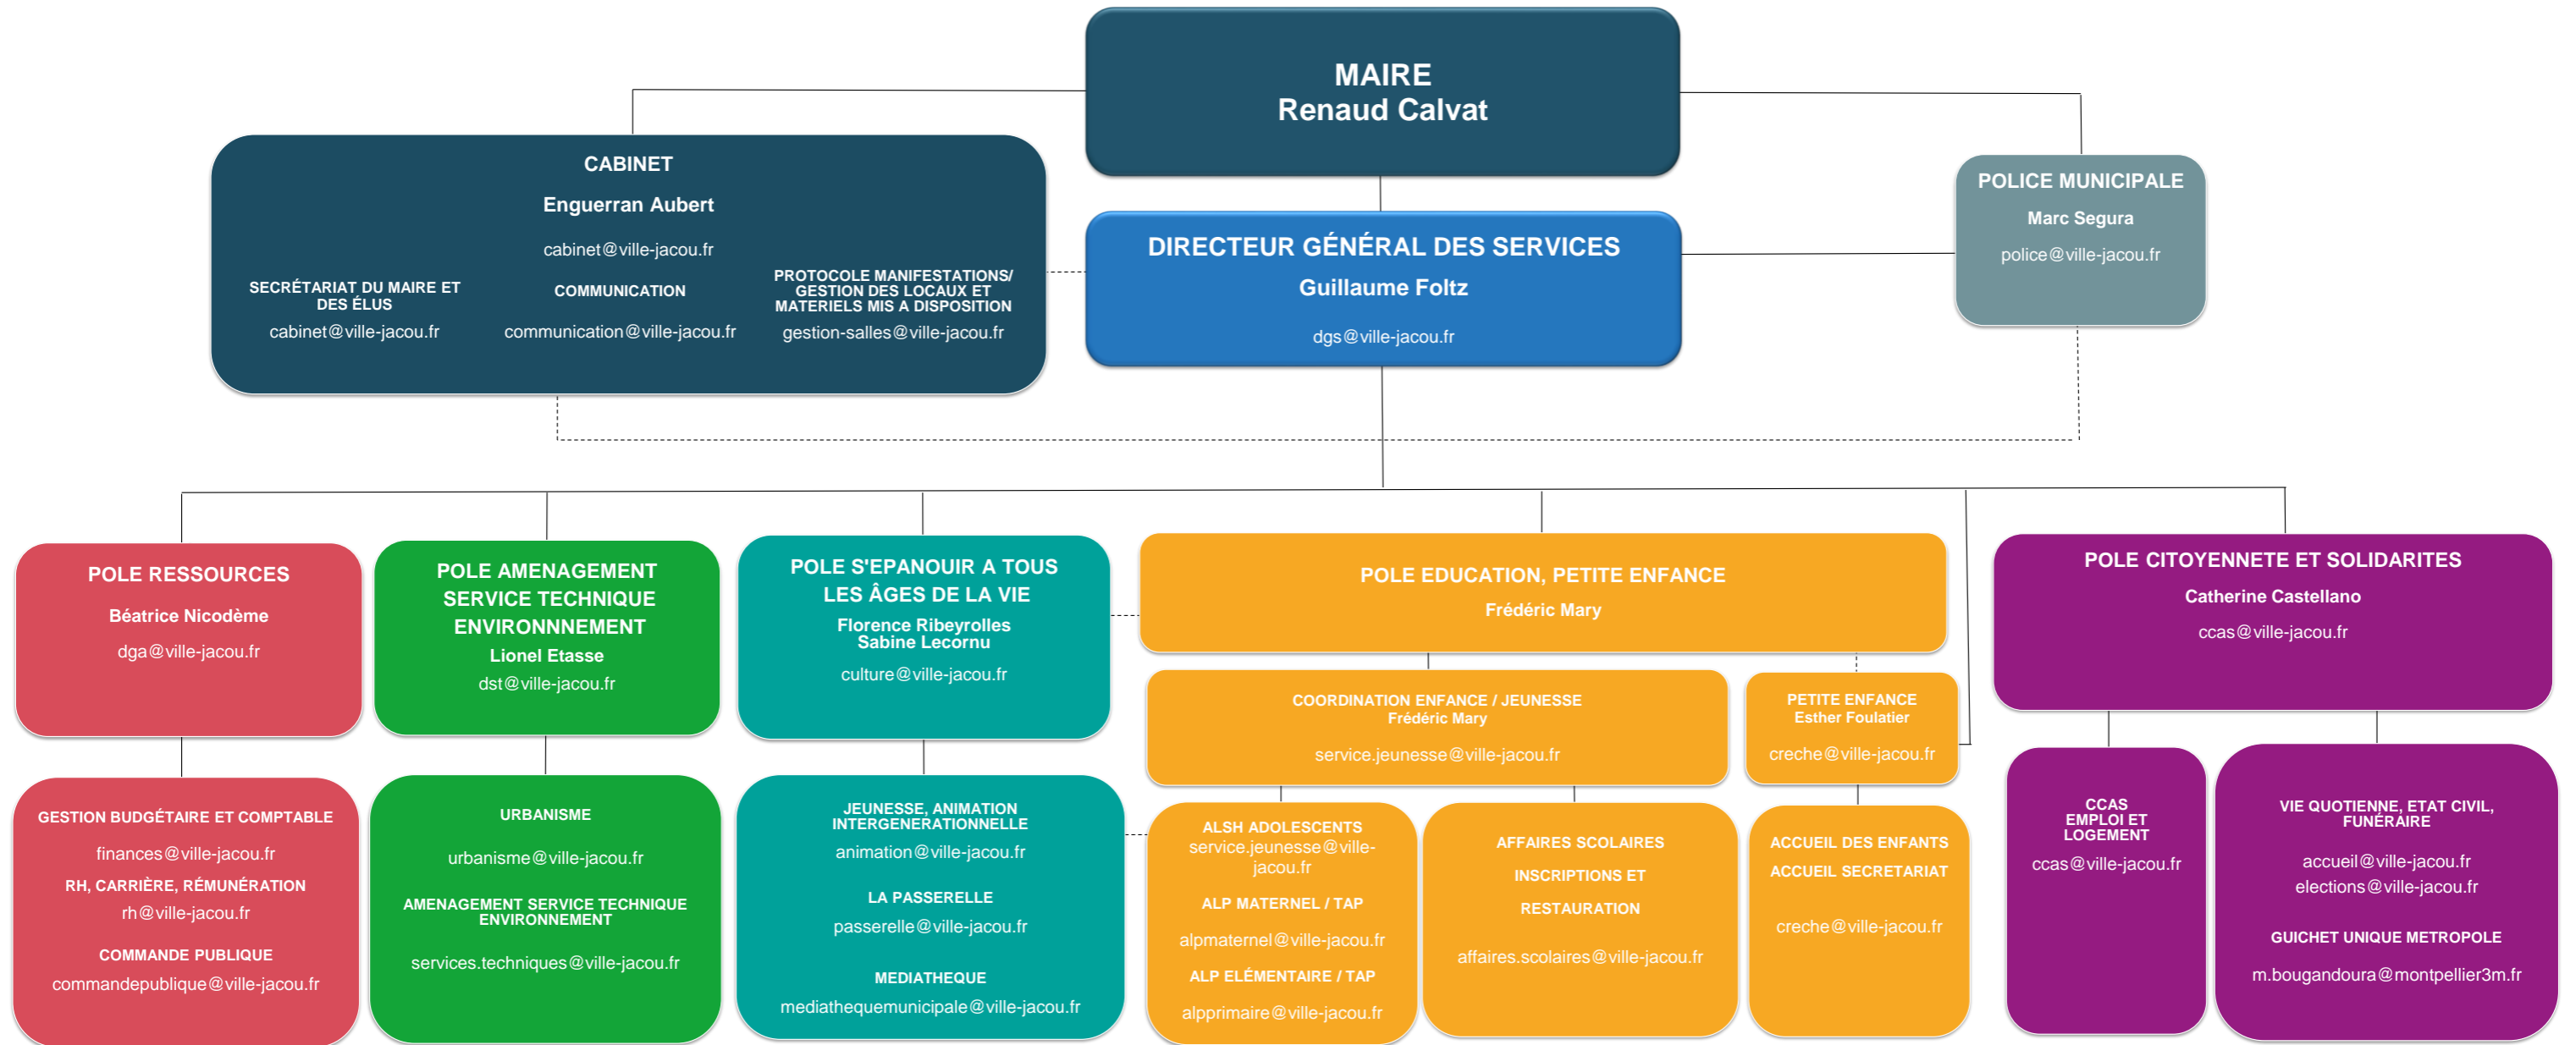 MAIRE
Renaud Calvat
CABINET
Enguerran Aubert
cabinet@ville-jacou.fr
SECRÉTARIAT DU MAIRE ET
DES ÉLUS
cabinet@ville-jacou.fr
COMMUNICATION
communication@ville-jacou.fr
PROTOCOLE MANIFESTATIONS/
GESTION DES LOCAUX ET
MATERIELS MIS A DISPOSITION
gestion-salles@ville-jacou.fr
DIRECTEUR GÉNÉRAL DES SERVICES
Guillaume Foltz
dgs@ville-jacou.fr
POLICE MUNICIPALE
Marc Segura
police@ville-jacou.fr
POLE RESSOURCES
Béatrice Nicodème
dga@ville-jacou.fr
GESTION BUDGÉTAIRE ET COMPTABLE
finances@ville-jacou.fr
RH, CARRIÈRE, RÉMUNÉRATION
rh@ville-jacou.fr
COMMANDE PUBLIQUE
commandepublique@ville-jacou.fr
POLE AMENAGEMENT
SERVICE TECHNIQUE
ENVIRONNNEMENT
Lionel Etasse
dst@ville-jacou.fr
URBANISME
urbanisme@ville-jacou.fr
AMENAGEMENT SERVICE TECHNIQUE
ENVIRONNEMENT
services.techniques@ville-jacou.fr
POLE S'EPANOUIR A TOUS
LES ÂGES DE LA VIE
Florence Ribeyrolles
Sabine Lecornu
culture@ville-jacou.fr
JEUNESSE, ANIMATION
INTERGENERATIONNELLE
animation@ville-jacou.fr
LA PASSERELLE
passerelle@ville-jacou.fr
MEDIATHEQUE
mediathequemunicipale@ville-jacou.fr
POLE EDUCATION, PETITE ENFANCE
Frédéric Mary
COORDINATION ENFANCE / JEUNESSE
Frédéric Mary
service.jeunesse@ville-jacou.fr
PETITE ENFANCE
Esther Foulatier
creche@ville-jacou.fr
ALSH ADOLESCENTS
service.jeunesse@ville-
jacou.fr
ALP MATERNEL / TAP
alpmaternel@ville-jacou.fr
ALP ELÉMENTAIRE / TAP
alpprimaire@ville-jacou.fr
AFFAIRES SCOLAIRES
INSCRIPTIONS ET
RESTAURATION
affaires.scolaires@ville-jacou.fr
ACCUEIL DES ENFANTS
ACCUEIL SECRETARIAT
creche@ville-jacou.fr
POLE CITOYENNETE ET SOLIDARITES
Catherine Castellano
ccas@ville-jacou.fr
CCAS
EMPLOI ET
LOGEMENT
ccas@ville-jacou.fr
VIE QUOTIENNE, ETAT CIVIL,
FUNÉRAIRE
accueil@ville-jacou.fr
elections@ville-jacou.fr
GUICHET UNIQUE METROPOLE
m.bougandoura@montpellier3m.fr